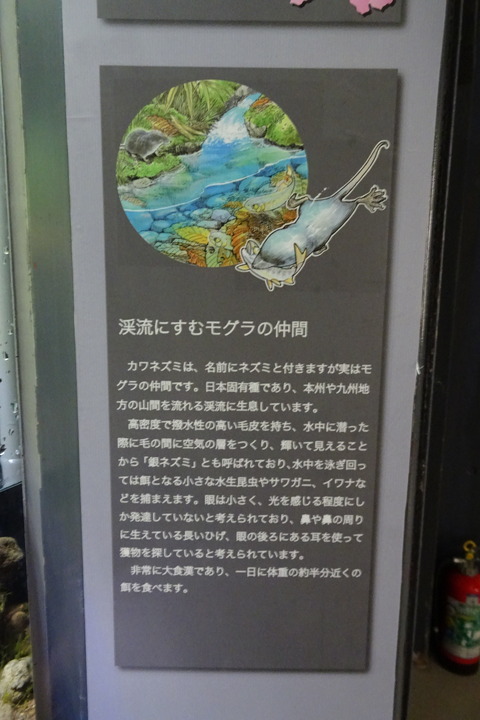 渓流にすむモグラの仲間
カワネズミは、名前にネズミと付きますが実はモ
グラの仲間です。日本固有種であり、本州や九州地
方の山間を流れる渓流に生息しています。
高密度で撥水性の高い毛皮を持ち、水中に潜った
際に毛の間に空気の層をつくり、輝いて見えること
から「銀ネズミ」とも呼ばれており、水中を泳ぎ回っ
ては餌となる小さな水生昆虫やサワガニ、イワナな
どを捕まえます。眼は小さく、光を感じる程度にし
か発達していないと考えられており、鼻や鼻の周り
に生えている長いひげ、眼の後ろにある耳を使って
獲物を探していると考えられています。
非常に大食漢であり、一日に体重の約半分近くの
餌を食べます。